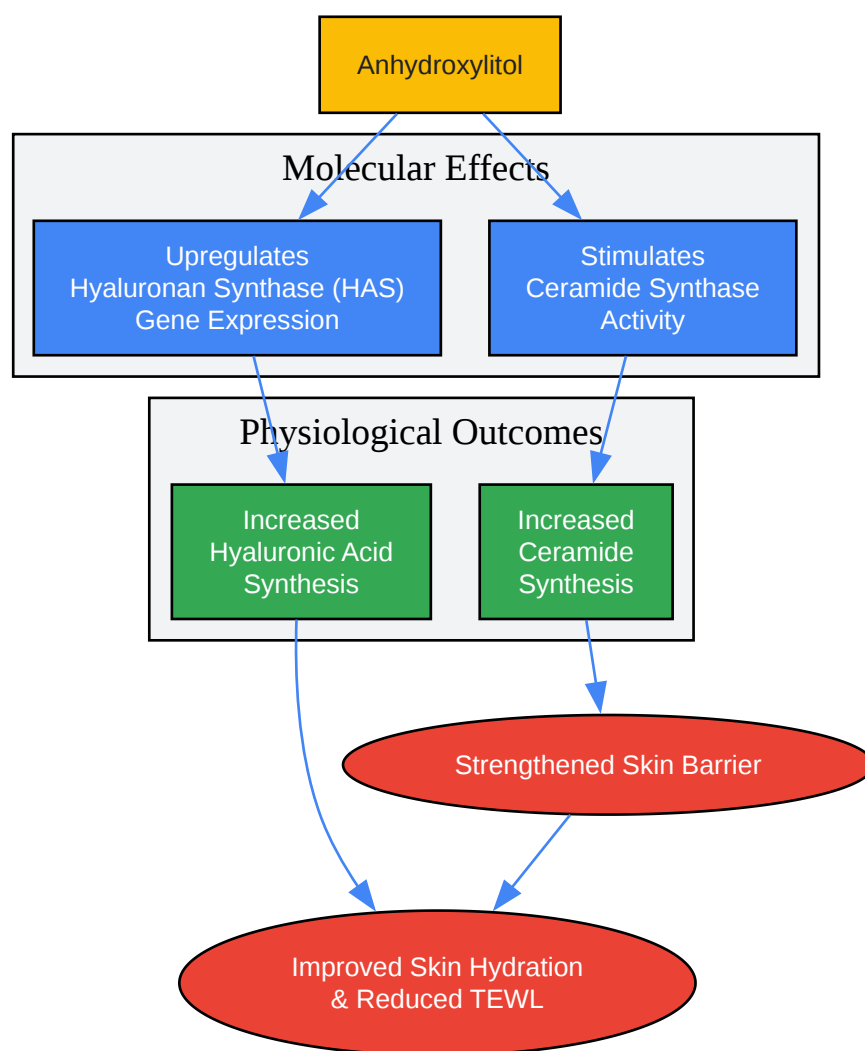 Anhydroxylitol
Molecular Effects
Upregulates
Hyaluronan Synthase (HAS)
Gene Expression
Stimulates
Ceramide Synthase
Activity
Physiological Outcomes
Increased
Hyaluronic Acid
Synthesis
Increased
Ceramide
Synthesis
Strengthened Skin Barrier
Improved Skin Hydration
& Reduced TEWL